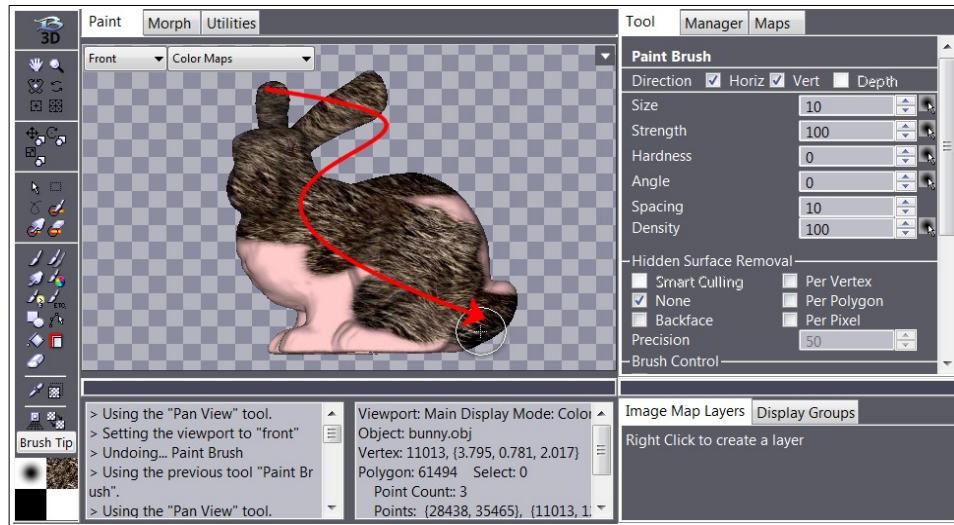 3D
Paint Morph Utilities
Front Color Maps
Tool Manager Maps
Paint Brush
Direction Horiz Vert Depth
Size 10
Strength 100
Hardness 0
Angle 0
Spacing 10
Density 100
Hidden Surface Removal
Smart Culling Per Vertex
None Per Polygon
Backface Per Pixel
Precision 50
Brush Control
ETC.
Brush Tip
> Using the "Pan View" tool.
> Setting the viewport to "front"
> Undoing... Paint Brush
> Using the previous tool "Paint Br
ush".
> Using the "Pan View" tool.
Viewport: Main Display Mode: Color
Object: bunny.obj
Vertex: 11013, {3.795, 0.781, 2.017}
Polygon: 61494 Select: 0
Point Count:: 3
Points: {28438, 35465}, {11013, 1
Image Map Layers Display Groups
Right Click to create a layer